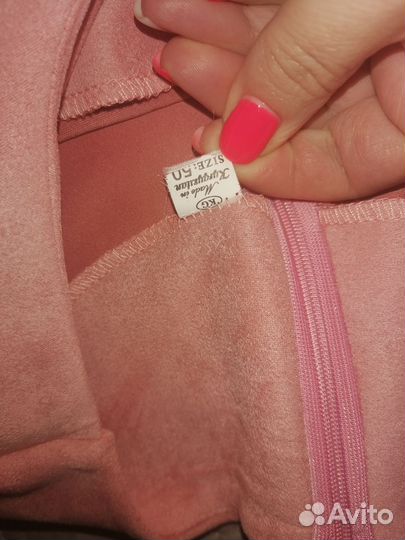 SIZE:50
Made in
Kyrgyzstan
KG
Avito